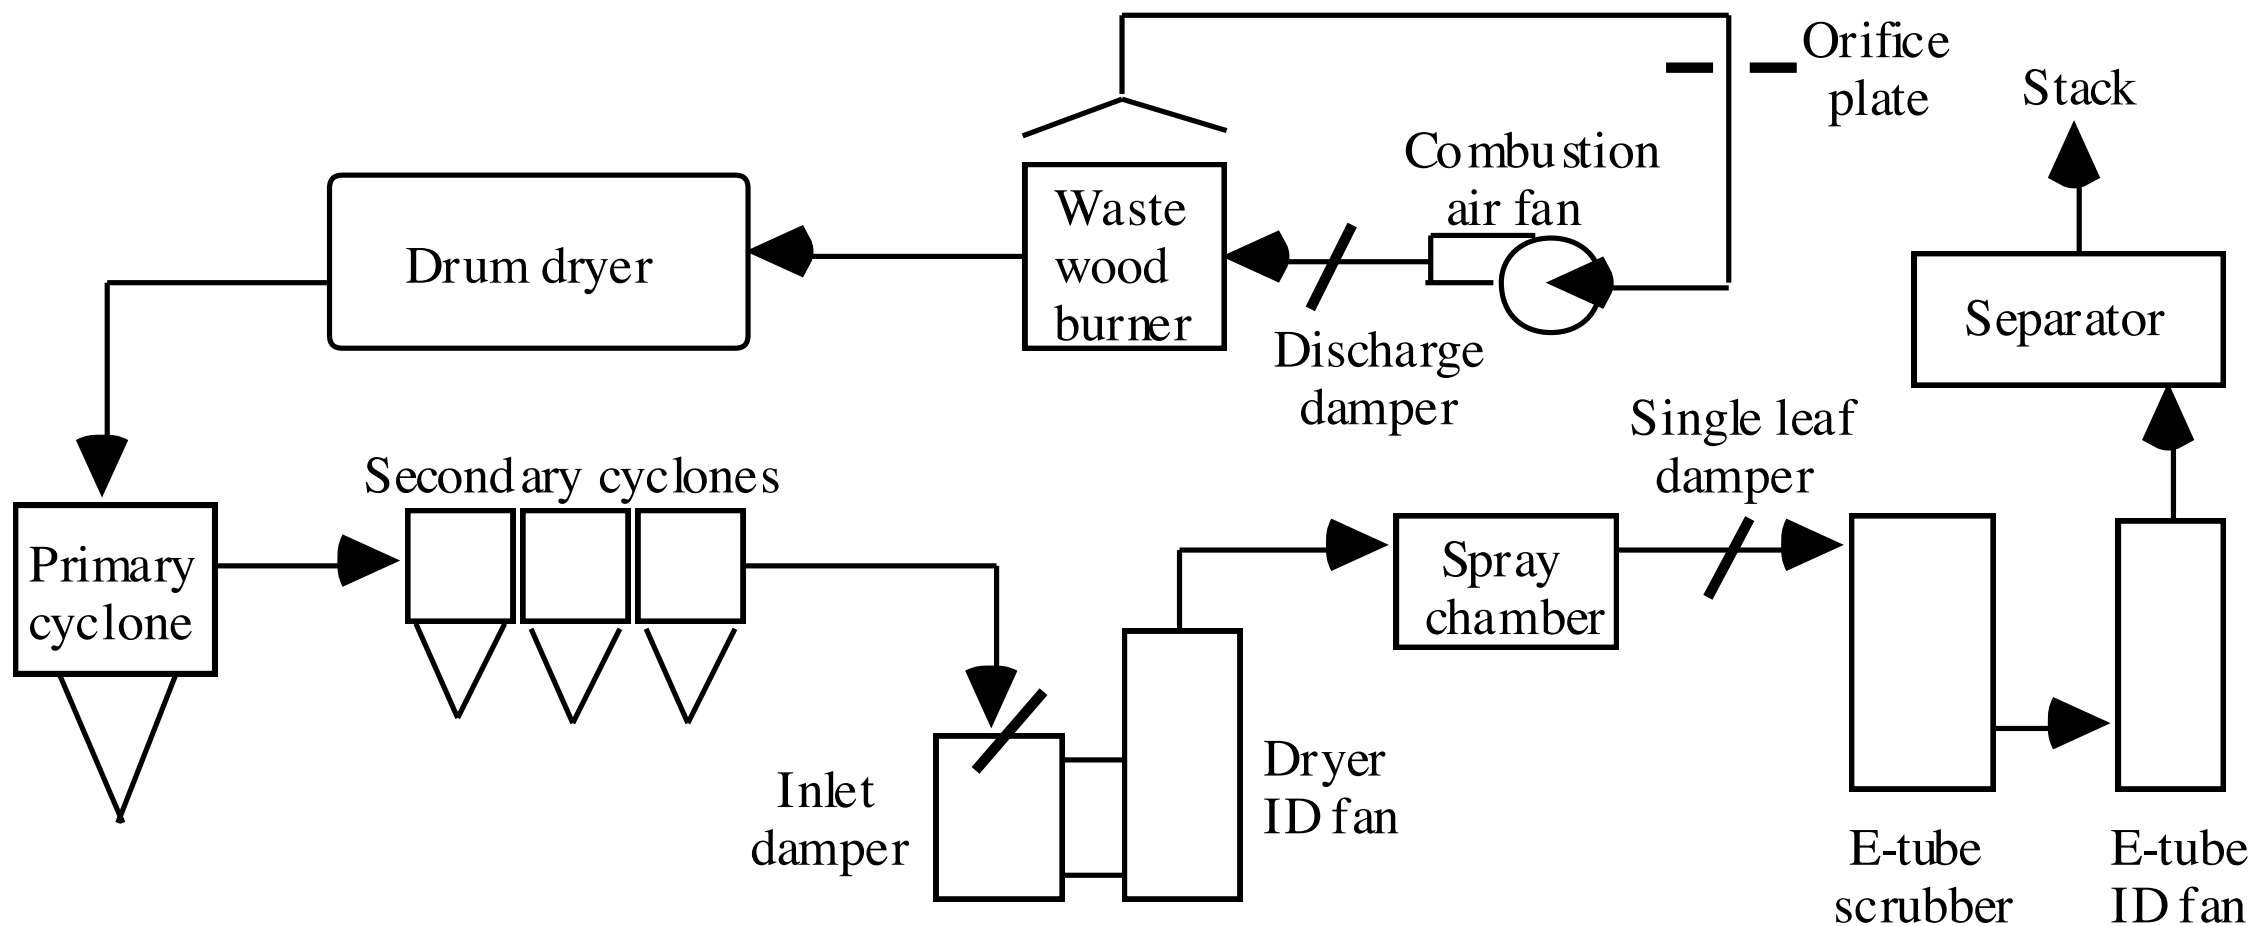 Orifice
plate
Stack
Combustion
air fan
Waste
wood
burner
Drum dryer
Separator
Discharge
damper
Single leaf
damper
Secondary cyclones
Primary
cyclone
Spray
chamber
Inlet
damper
Dryer
ID fan
E-tube
scrubber
E-tube
ID fan